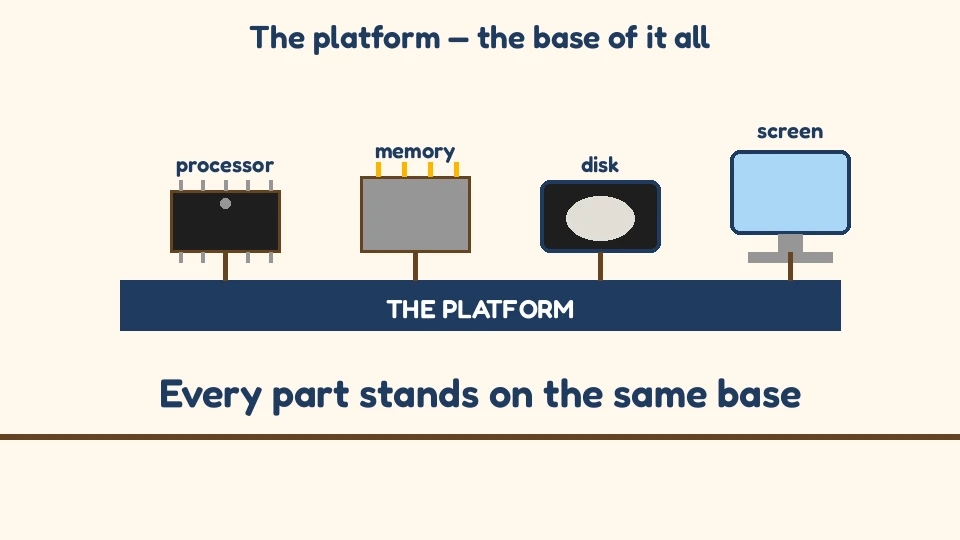 The platform — the base of it all
screen
memory
processor
disk
THE PLATFORM
Every part stands on the same base